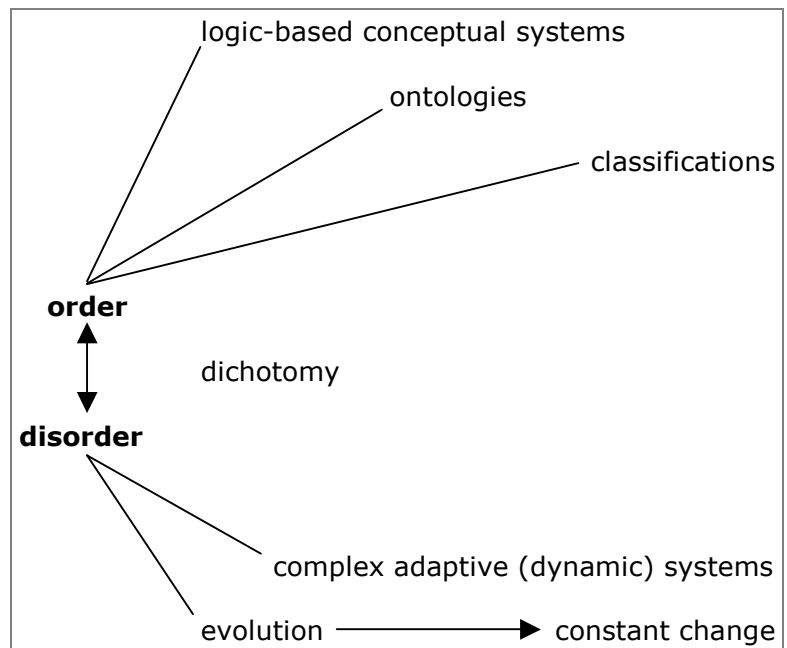 logic-based conceptual systems
ontologies
classifications
order
dichotomy
disorder
complex adaptive (dynamic) systems
evolution constant change